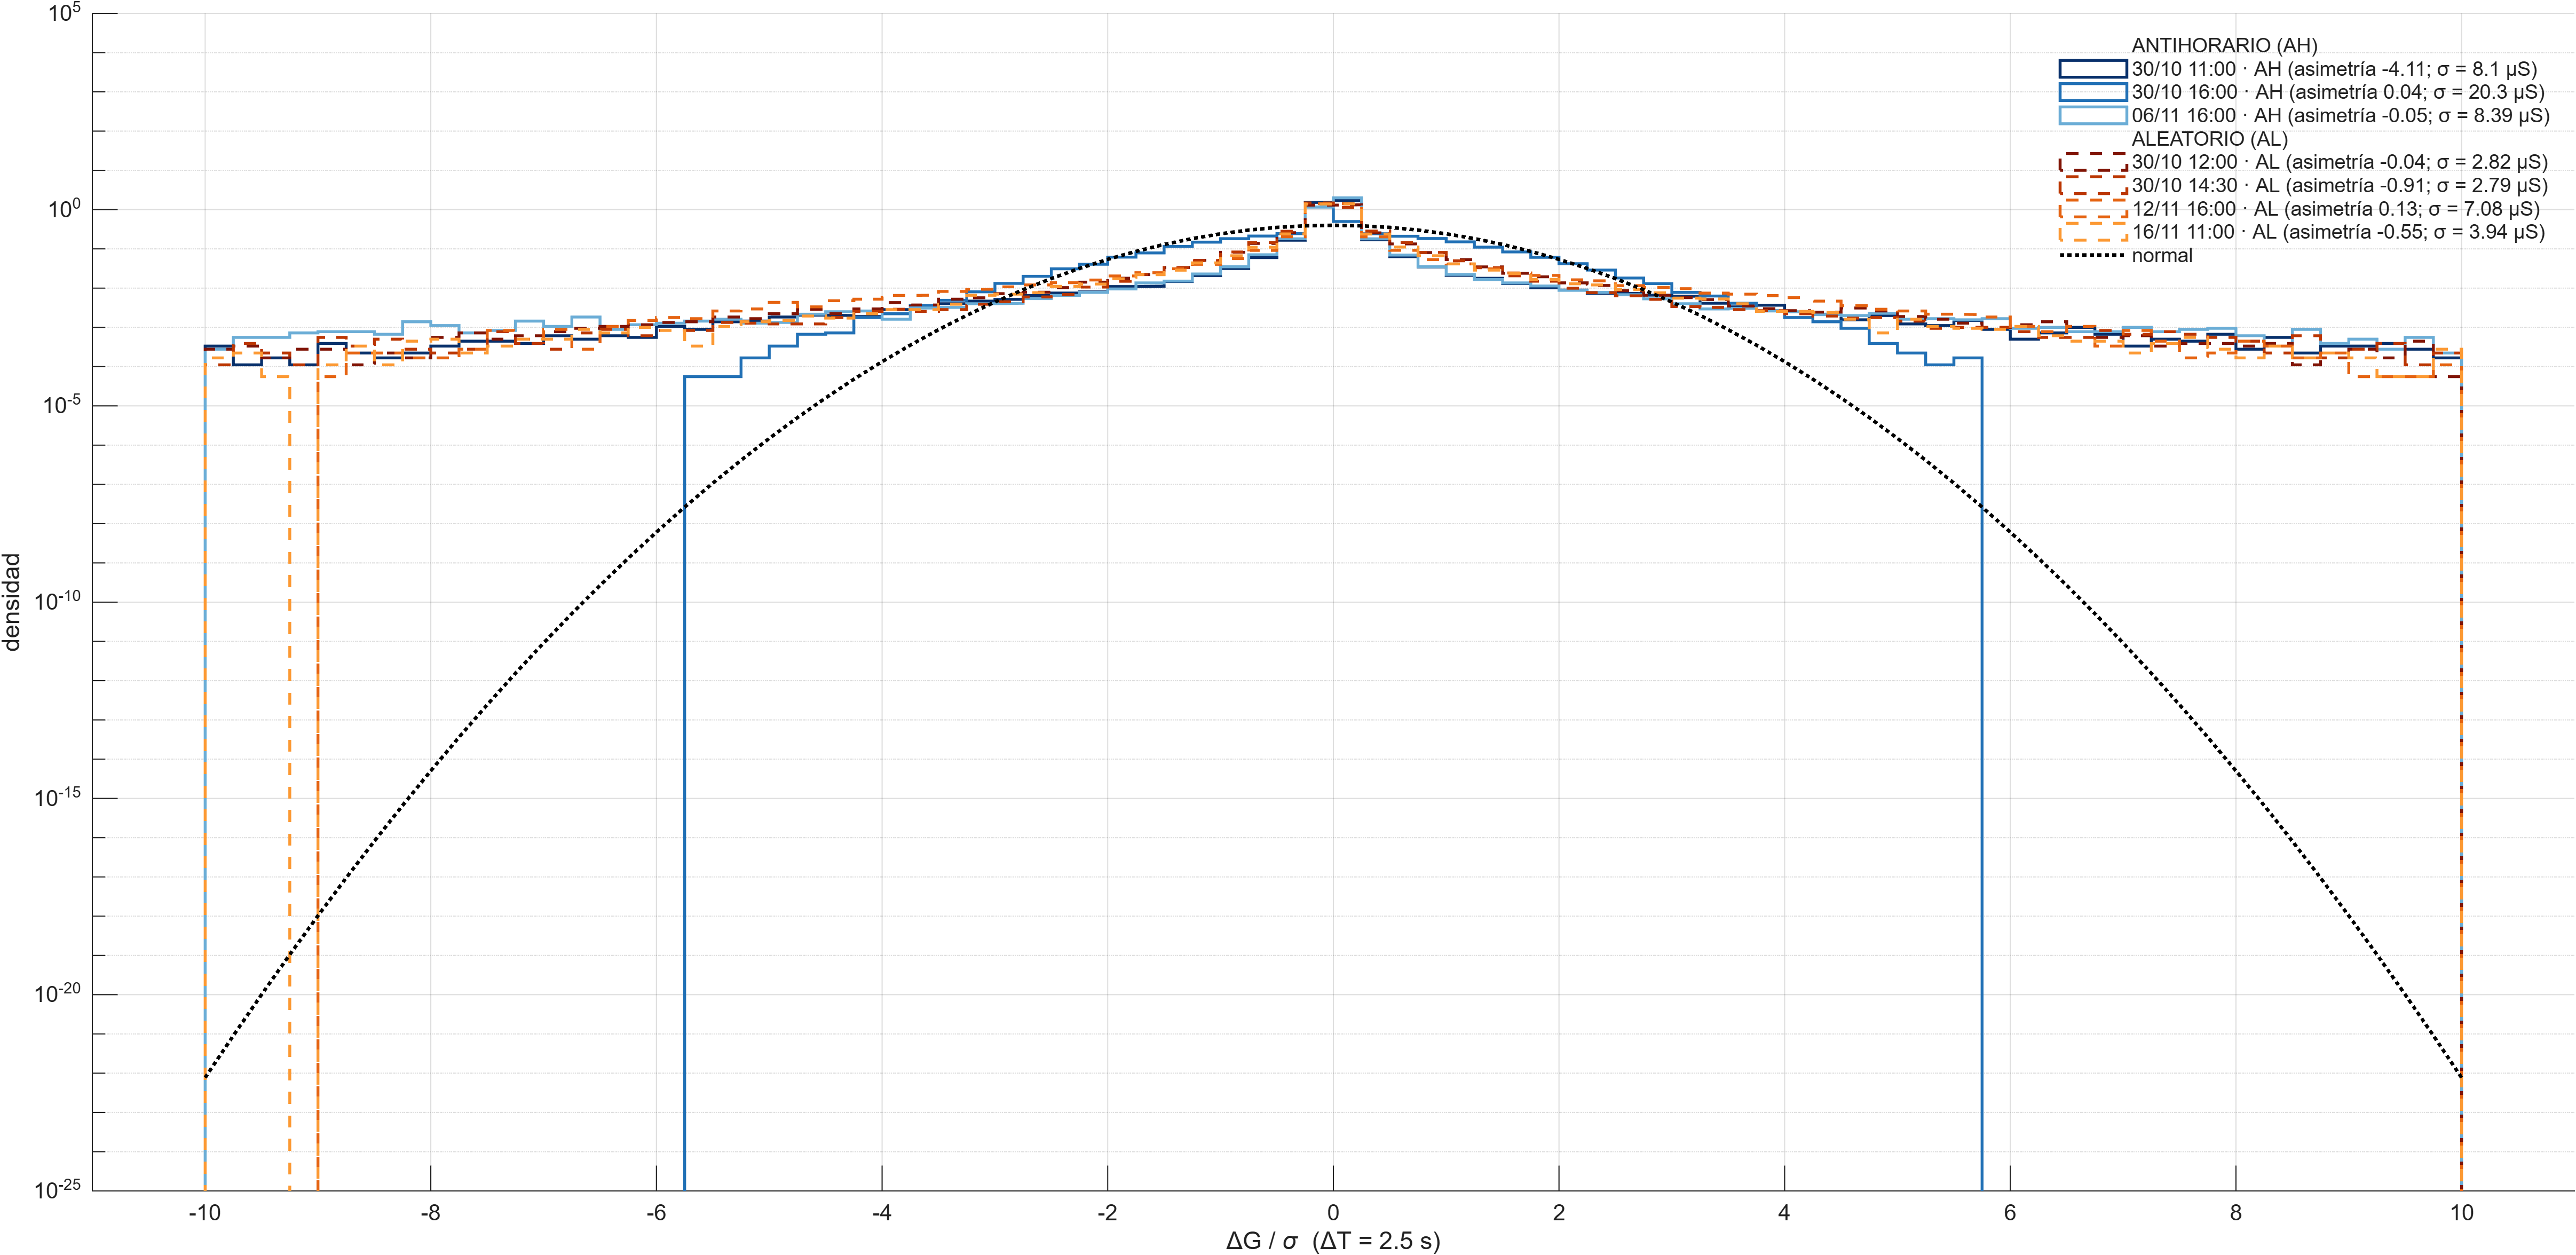 10^5
10^0
10^-5
10^-10
10^-15
10^-20
10^-25
densidad
ANTIHORARIO (AH)
30/10 11:00 · AH (asimetría -4.11; σ = 8.1 µS)
30/10 16:00 · AH (asimetría 0.04; σ = 20.3 µS)
06/11 16:00 · AH (asimetría -0.05; σ = 8.39 µS)
ALEATORIO (AL)
30/10 12:00 · AL (asimetría -0.04; σ = 2.82 µS)
30/10 14:30 · AL (asimetría -0.91; σ = 2.79 µS)
12/11 16:00 · AL (asimetría 0.13; σ = 7.08 µS)
16/11 11:00 · AL (asimetría -0.55; σ = 3.94 µS)
normal
-10 -8 -6 -4 -2 0 2 4 6 8 10
ΔG / σ (ΔT = 2.5 s)